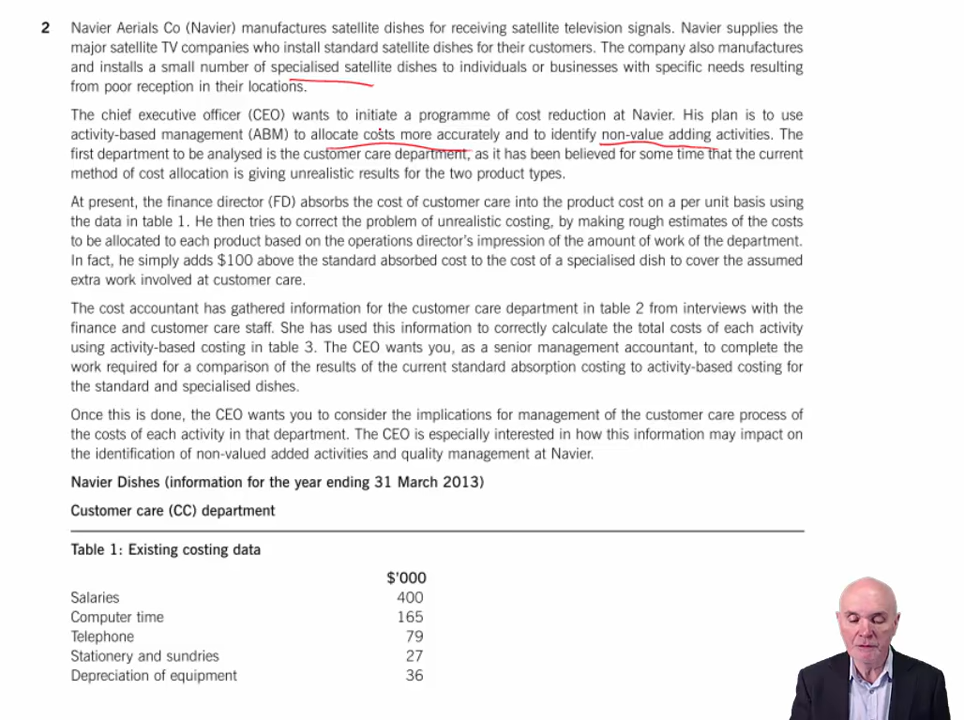 2 Navier Aerials Co (Navier) manufactures satellite dishes for receiving satellite television signals. Navier supplies the
major satellite TV companies who install standard satellite dishes for their customers. The company also manufactures
and installs a small number of specialised satellite dishes to individuals or businesses with specific needs resulting
from poor reception in their locations.
The chief executive officer (CEO) wants to initiate a programme of cost reduction at Navier. His plan is to use
activity-based management (ABM) to allocate costs more accurately and to identify non-value adding activities. The
first department to be analysed is the customer care department, as it has been believed for some time that the current
method of cost allocation is giving unrealistic results for the two product types.
At present, the finance director (FD) absorbs the cost of customer care into the product cost on a per unit basis using
the data in table 1. He then tries to correct the problem of unrealistic costing, by making rough estimates of the costs
to be allocated to each product based on the operations director's impression of the amount of work of the department.
In fact, he simply adds $100 above the standard absorbed cost to the cost of a specialised dish to cover the assumed
extra work involved at customer care.
The cost accountant has gathered information for the customer care department in table 2 from interviews with the
finance and customer care staff. She has used this information to correctly calculate the total costs of each activity
using activity-based costing in table 3. The CEO wants you, as a senior management accountant, to complete the
work required for a comparison of the results of the current standard absorption costing to activity-based costing for
the standard and specialised dishes.
Once this is done, the CEO wants you to consider the implications for management of the customer care process of
the costs of each activity in that department. The CEO is especially interested in how this information may impact on
the identification of non-valued added activities and quality management at Navier.
Navier Dishes (information for the year ending 31 March 2013)
Customer care (CC) department
Table 1: Existing costing data
$'000
Salaries 400
Computer time 165
Telephone 79
Stationery and sundries 27
Depreciation of equipment 36